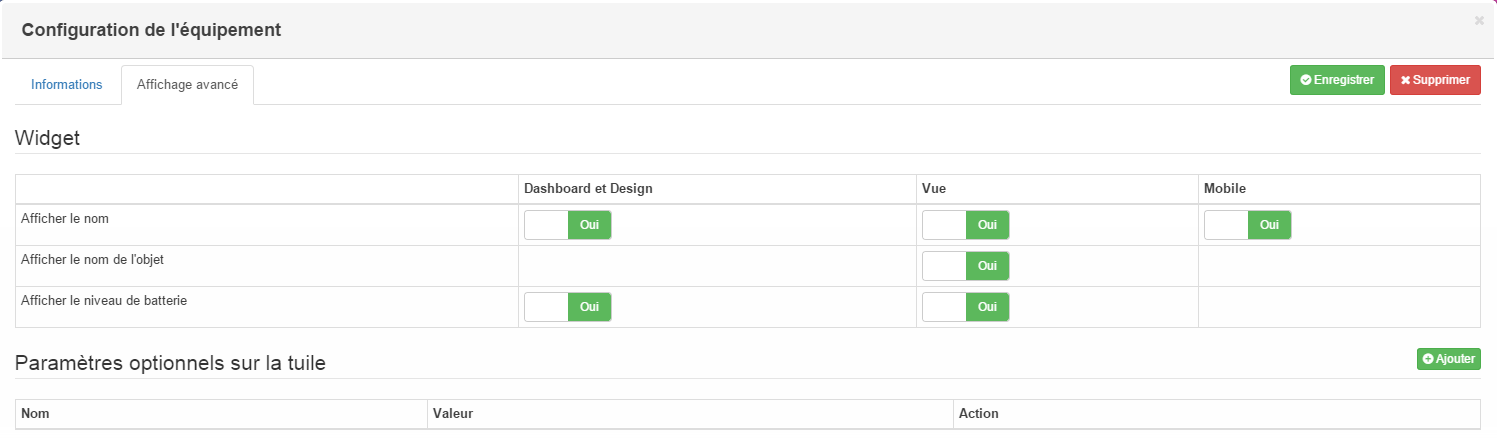 Configuration de l'équipement
Informations Affichage avancé Enregistrer Supprimer
Widget
Dashboard et Design Vue Mobile
Afficher le nom Oui Oui Oui
Afficher le nom de l'objet Oui
Afficher le niveau de batterie Oui Oui
Paramètres optionnels sur la tuile Ajouter
Nom Valeur Action